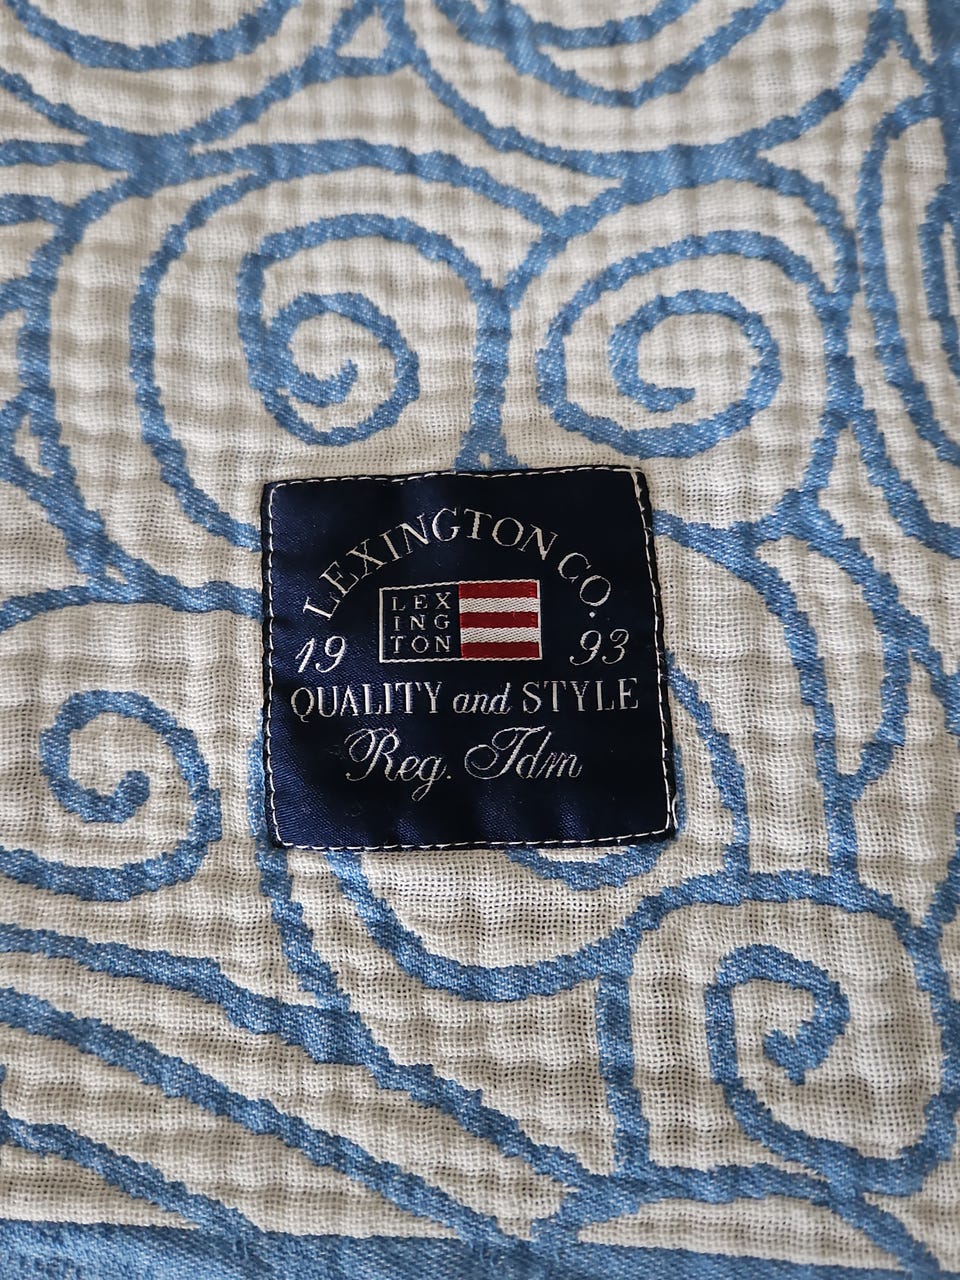 LEXINGTON CO.
LEX
ING
TON
19 93
QUALITY and STYLE
Reg. Tdm